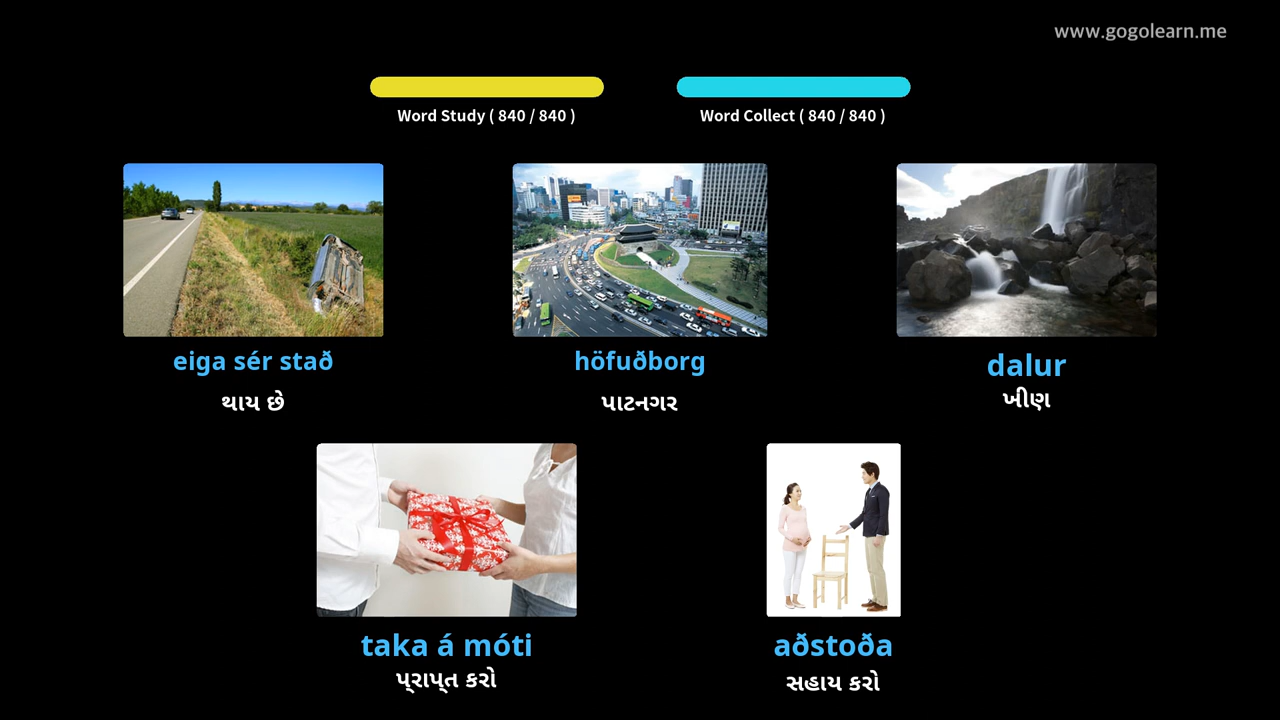 www.gogolearn.me
Word Study ( 840 / 840 )
Word Collect ( 840 / 840 )
eiga sér stað
થાય છે
höfuðborg
પાટનગર
dalur
ખીણ
taka á móti
પ્રાપ્ત કરો
aðstoða
સહાય કરો